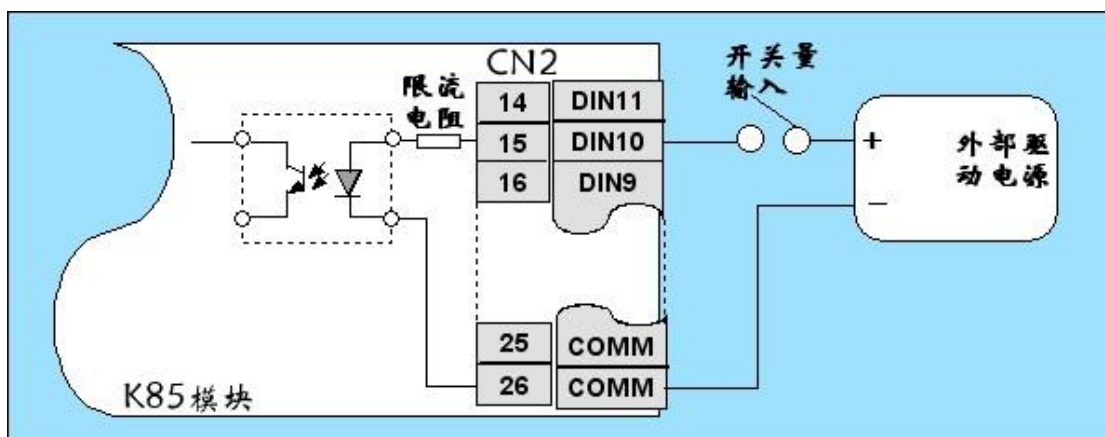 CN2
限流
电阻
开关量
输入
14 DIN11
15 DIN10
16 DIN9
+
外部驱
动电源
−
25 COMM
26 COMM
K85模块